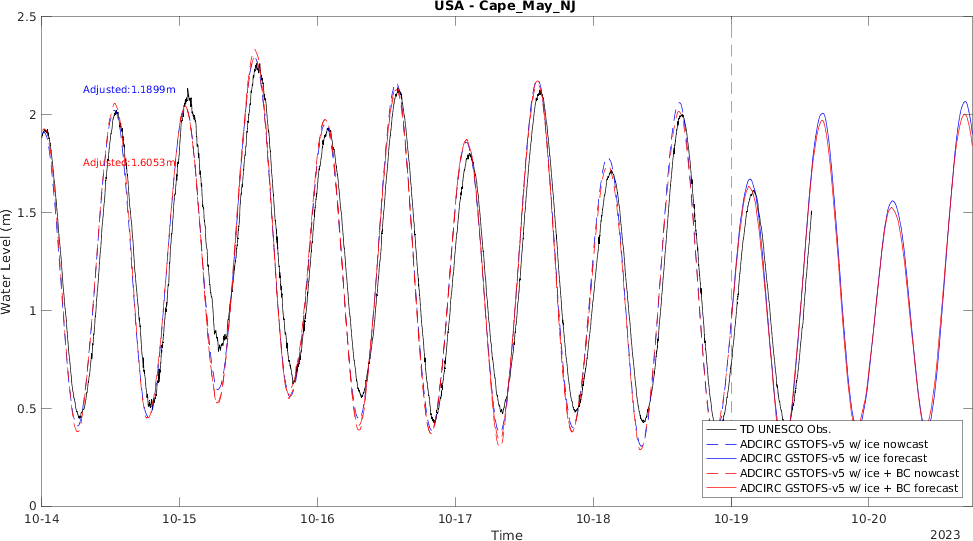 USA - Cape_May_NJ
2.5
2
1.5
1
0.5
0
Water Level (m)
Adjusted:1.1899m
Adjusted:1.6053m
TD UNESCO Obs.
ADCIRC GSTOFS-v5 w/ ice nowcast
ADCIRC GSTOFS-v5 w/ ice forecast
ADCIRC GSTOFS-v5 w/ ice + BC nowcast
ADCIRC GSTOFS-v5 w/ ice + BC forecast
10-14 10-15 10-16 10-17 10-18 10-19 10-20
Time
2023